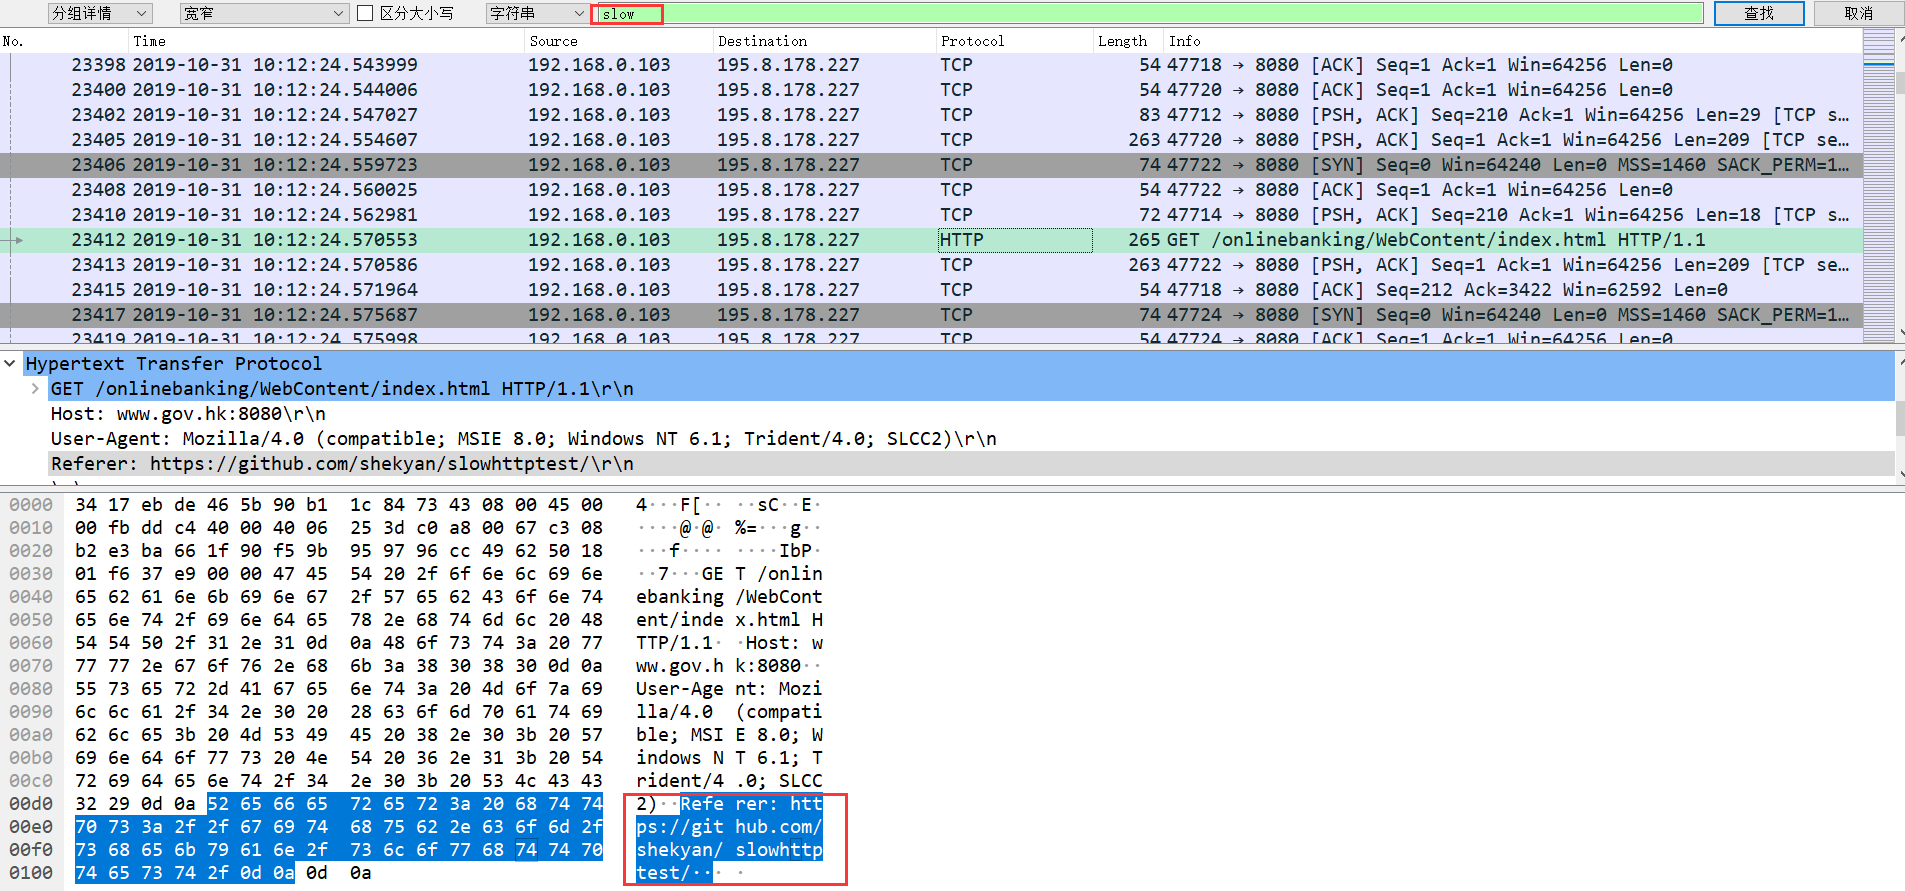 分组详情 宽窄 区分大小写 字符串 slow 查找 取消
No. Time Source Destination Protocol Length Info
23398 2019-10-31 10:12:24.543999 192.168.0.103 195.8.178.227 TCP 54 47718 → 8080 [ACK] Seq=1 Ack=1 Win=64256 Len=0
23400 2019-10-31 10:12:24.544006 192.168.0.103 195.8.178.227 TCP 54 47720 → 8080 [ACK] Seq=1 Ack=1 Win=64256 Len=0
23402 2019-10-31 10:12:24.547027 192.168.0.103 195.8.178.227 TCP 83 47712 → 8080 [PSH, ACK] Seq=210 Ack=1 Win=64256 Len=29 [TCP s…
23405 2019-10-31 10:12:24.554607 192.168.0.103 195.8.178.227 TCP 263 47720 → 8080 [PSH, ACK] Seq=1 Ack=1 Win=64256 Len=209 [TCP se…
23406 2019-10-31 10:12:24.559723 192.168.0.103 195.8.178.227 TCP 74 47722 → 8080 [SYN] Seq=0 Win=64240 Len=0 MSS=1460 SACK_PERM=1…
23408 2019-10-31 10:12:24.560025 192.168.0.103 195.8.178.227 TCP 54 47722 → 8080 [ACK] Seq=1 Ack=1 Win=64256 Len=0
23410 2019-10-31 10:12:24.562981 192.168.0.103 195.8.178.227 TCP 72 47714 → 8080 [PSH, ACK] Seq=210 Ack=1 Win=64256 Len=18 [TCP s…
23412 2019-10-31 10:12:24.570553 192.168.0.103 195.8.178.227 HTTP 265 GET /onlinebanking/WebContent/index.html HTTP/1.1
23413 2019-10-31 10:12:24.570586 192.168.0.103 195.8.178.227 TCP 263 47722 → 8080 [PSH, ACK] Seq=1 Ack=1 Win=64256 Len=209 [TCP se…
23415 2019-10-31 10:12:24.571964 192.168.0.103 195.8.178.227 TCP 54 47718 → 8080 [ACK] Seq=212 Ack=3422 Win=62592 Len=0
23417 2019-10-31 10:12:24.575687 192.168.0.103 195.8.178.227 TCP 74 47724 → 8080 [SYN] Seq=0 Win=64240 Len=0 MSS=1460 SACK_PERM=1…
23419 2019-10-31 10:12:24.575998 192.168.0.103 195.8.178.227 TCP 54 47724 → 8080 [ACK] Seq=1 Ack=1 Win=64256 Len=0
Hypertext Transfer Protocol
GET /onlinebanking/WebContent/index.html HTTP/1.1\r\n
Host: www.gov.hk:8080\r\n
User-Agent: Mozilla/4.0 (compatible; MSIE 8.0; Windows NT 6.1; Trident/4.0; SLCC2)\r\n
Referer: https://github.com/shekyan/slowhttptest/\r\n
0000 34 17 eb de 46 5b 90 b1 1c 84 73 43 08 00 45 00 4···F[·· ··sC··E·
0010 00 fb dd c4 40 00 40 06 25 3d c0 a8 00 67 c3 08 ····@·@· %=···g··
0020 b2 e3 ba 66 1f 90 f5 9b 95 97 96 cc 49 62 50 18 ···f···· ····IbP·
0030 01 f6 37 e9 00 00 47 45 54 20 2f 6f 6e 6c 69 6e ··7···GE T /onlin
0040 65 62 61 6e 6b 69 6e 67 2f 57 65 62 43 6f 6e 74 ebanking /WebCont
0050 65 6e 74 2f 69 6e 64 65 78 2e 68 74 6d 6c 20 48 ent/inde x.html H
0060 54 54 50 2f 31 2e 31 0d 0a 48 6f 73 74 3a 20 77 TTP/1.1· ·Host: w
0070 77 77 2e 67 6f 76 2e 68 6b 3a 38 30 38 30 0d 0a ww.gov.h k:8080··
0080 55 73 65 72 2d 41 67 65 6e 74 3a 20 4d 6f 7a 69 User-Age nt: Mozi
0090 6c 6c 61 2f 34 2e 30 20 28 63 6f 6d 70 61 74 69 lla/4.0 (compati
00a0 62 6c 65 3b 20 4d 53 49 45 20 38 2e 30 3b 20 57 ble; MSI E 8.0; W
00b0 69 6e 64 6f 77 73 20 4e 54 20 36 2e 31 3b 20 54 indows N T 6.1; T
00c0 72 69 64 65 6e 74 2f 34 2e 30 3b 20 53 4c 43 43 rident/4 .0; SLCC
00d0 32 29 0d 0a 52 65 66 65 72 65 72 3a 20 68 74 74 2)··Refe rer: htt
00e0 70 73 3a 2f 2f 67 69 74 68 75 62 2e 63 6f 6d 2f ps://git hub.com/
00f0 73 68 65 6b 79 61 6e 2f 73 6c 6f 77 68 74 74 70 shekyan/ slowhttp
0100 74 65 73 74 2f 0d 0a 0d 0a test/··· ·